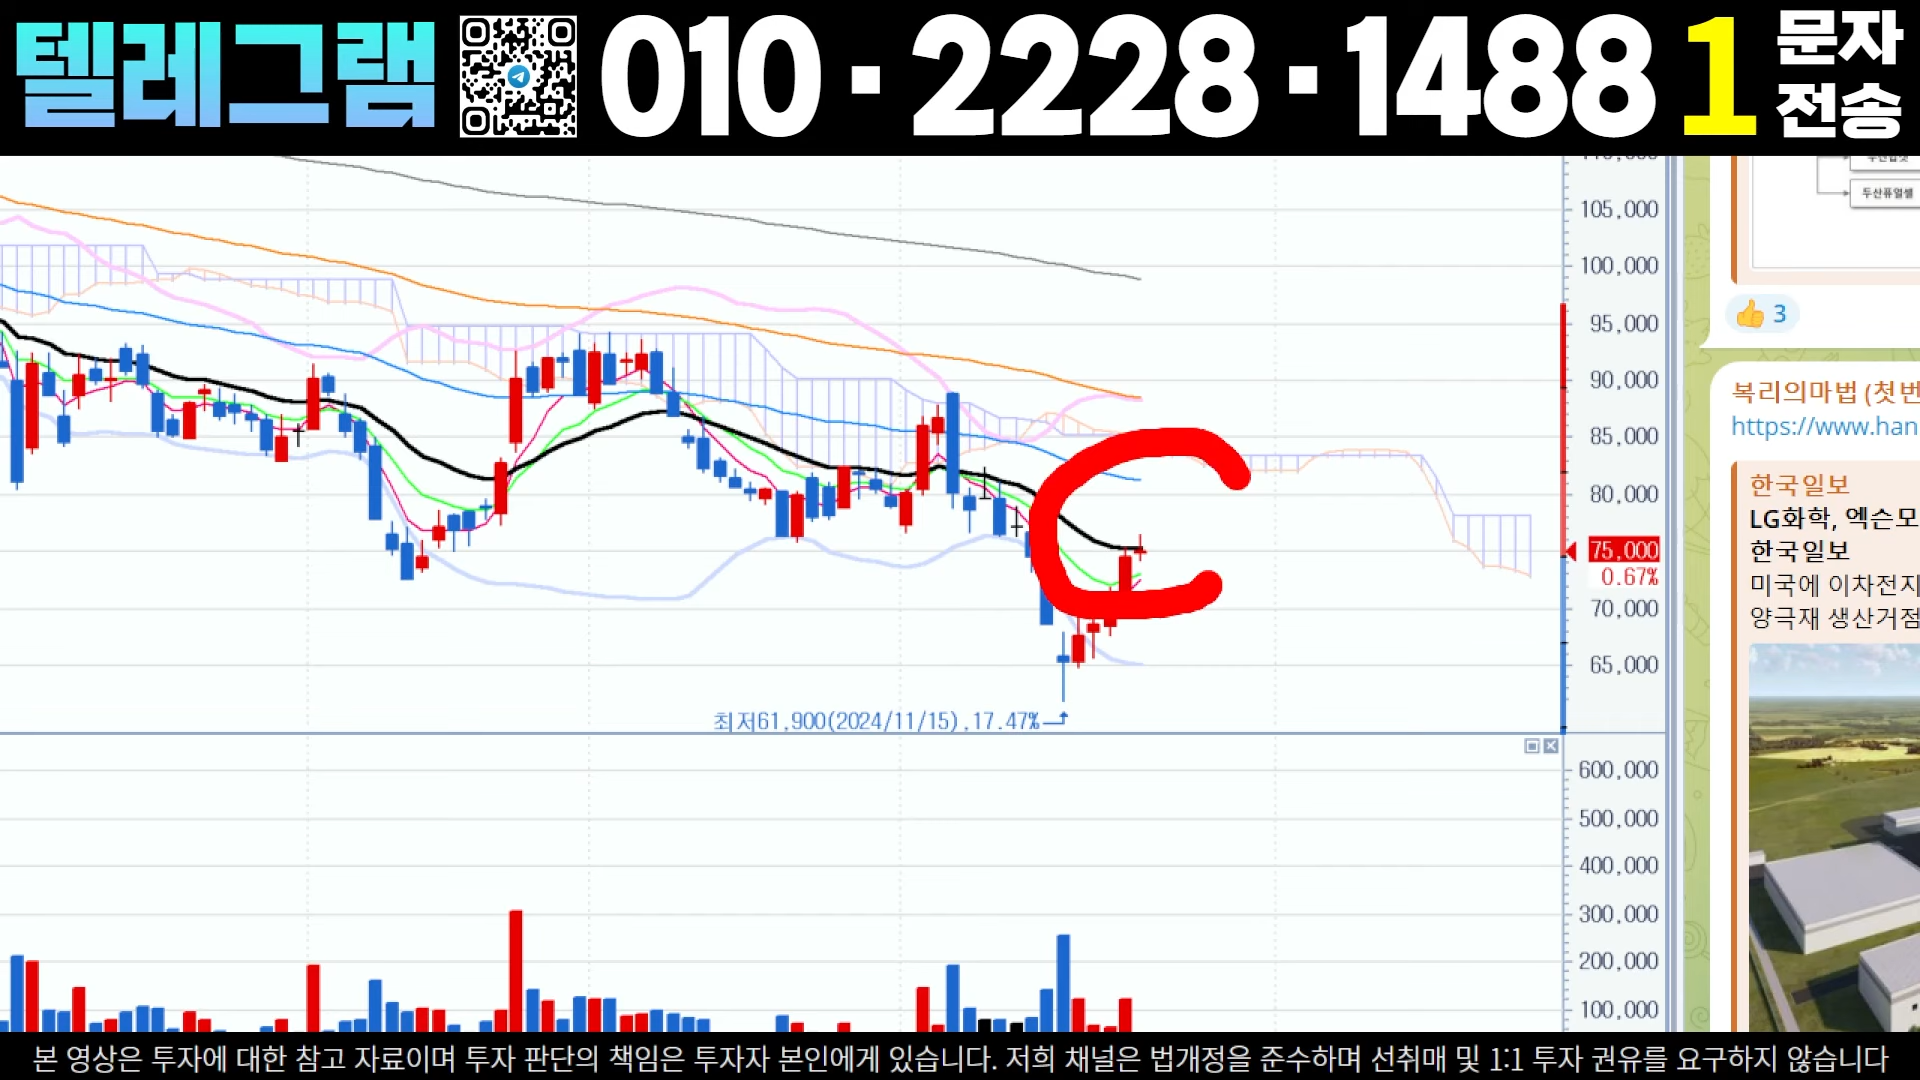 텔레그램 010·2228·1488 1 문자
전송
105,000
100,000
95,000
90,000
85,000
80,000
75,000
0.67%
70,000
65,000
최저61,900(2024/11/15),17.47%
600,000
500,000
400,000
300,000
200,000
100,000
두산퓨얼셀
3
복리의마법 (첫번
https://www.han
한국일보
LG화학, 엑슨모
한국일보
미국에 이차전지
양극재 생산거점
본 영상은 투자에 대한 참고 자료이며 투자 판단의 책임은 투자자 본인에게 있습니다. 저희 채널은 법개정을 준수하며 선취매 및 1:1 투자 권유를 요구하지 않습니다